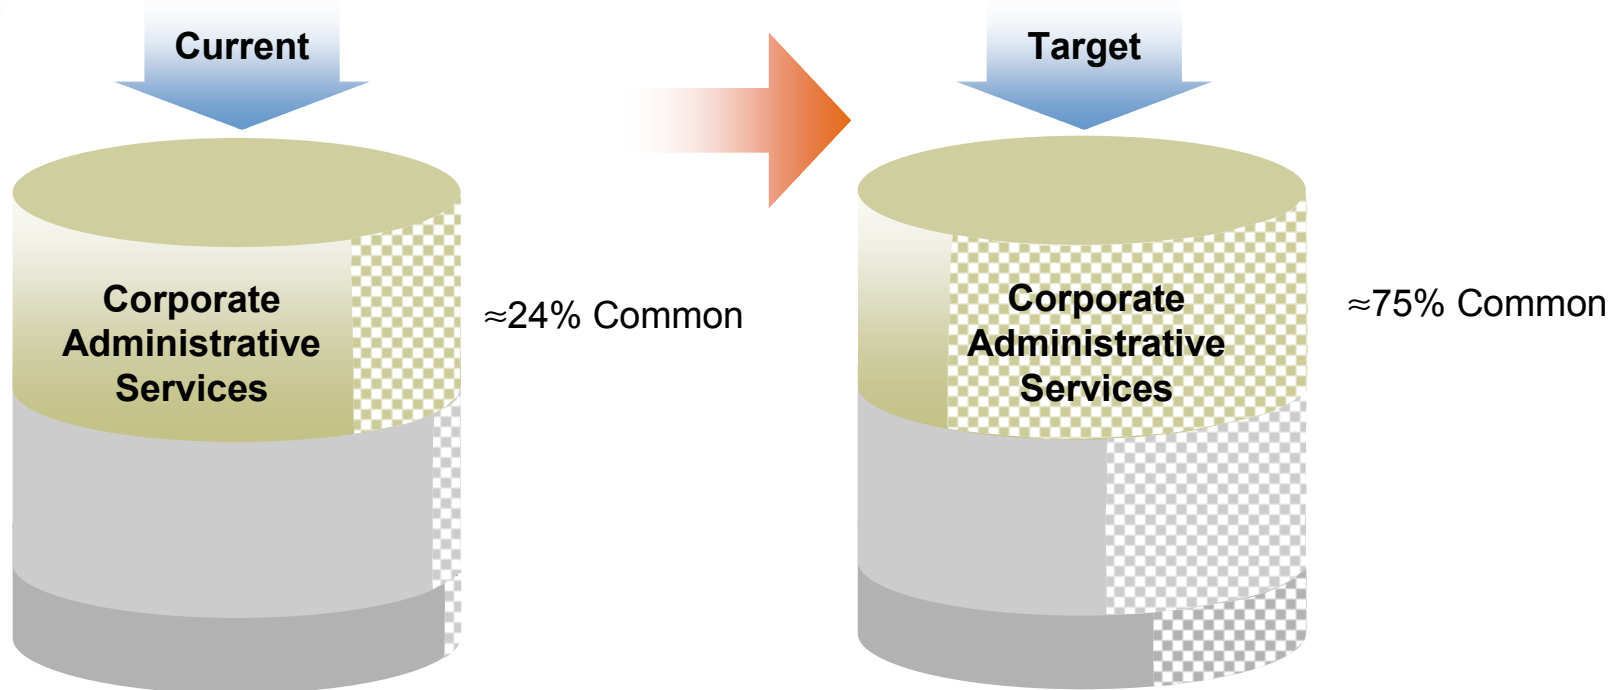 Current
Target
Corporate
Administrative
Services
≈24% Common
Corporate
Administrative
Services
≈75% Common